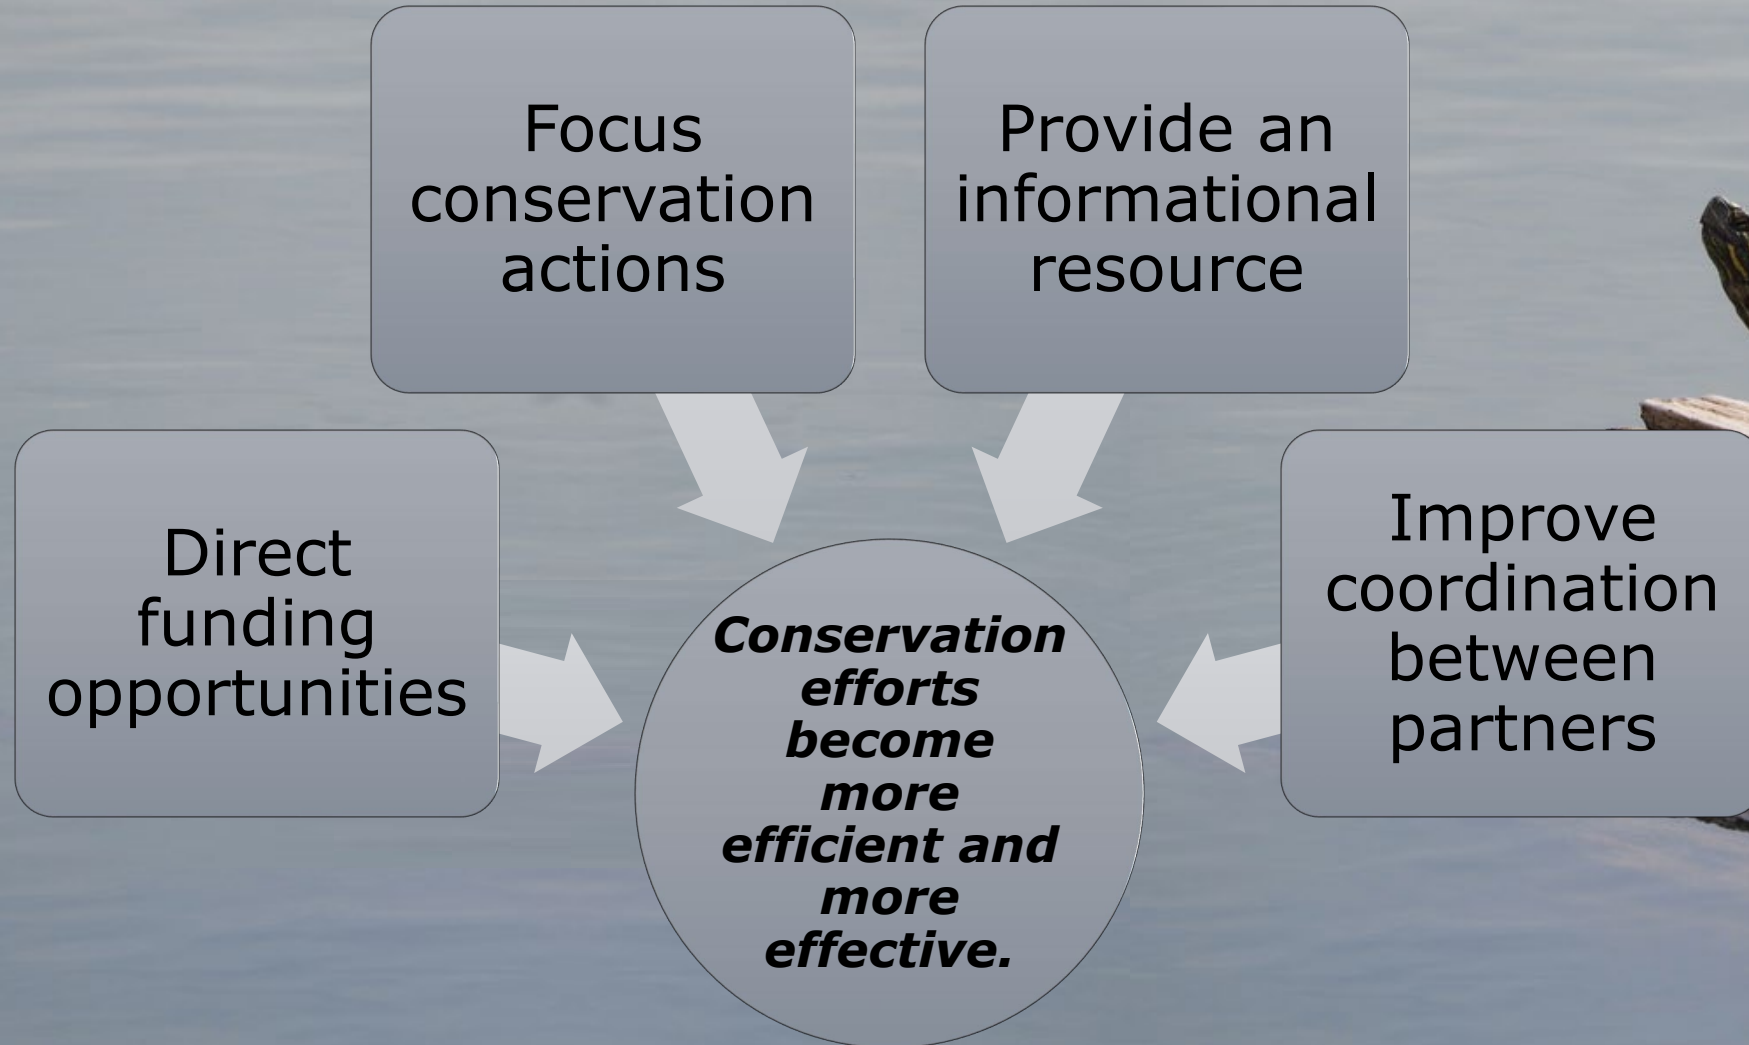 Focus
conservation
actions
Provide an
informational
resource
Direct
funding
opportunities
Improve
coordination
between
partners
Conservation
efforts
become
more
efficient and
more
effective.